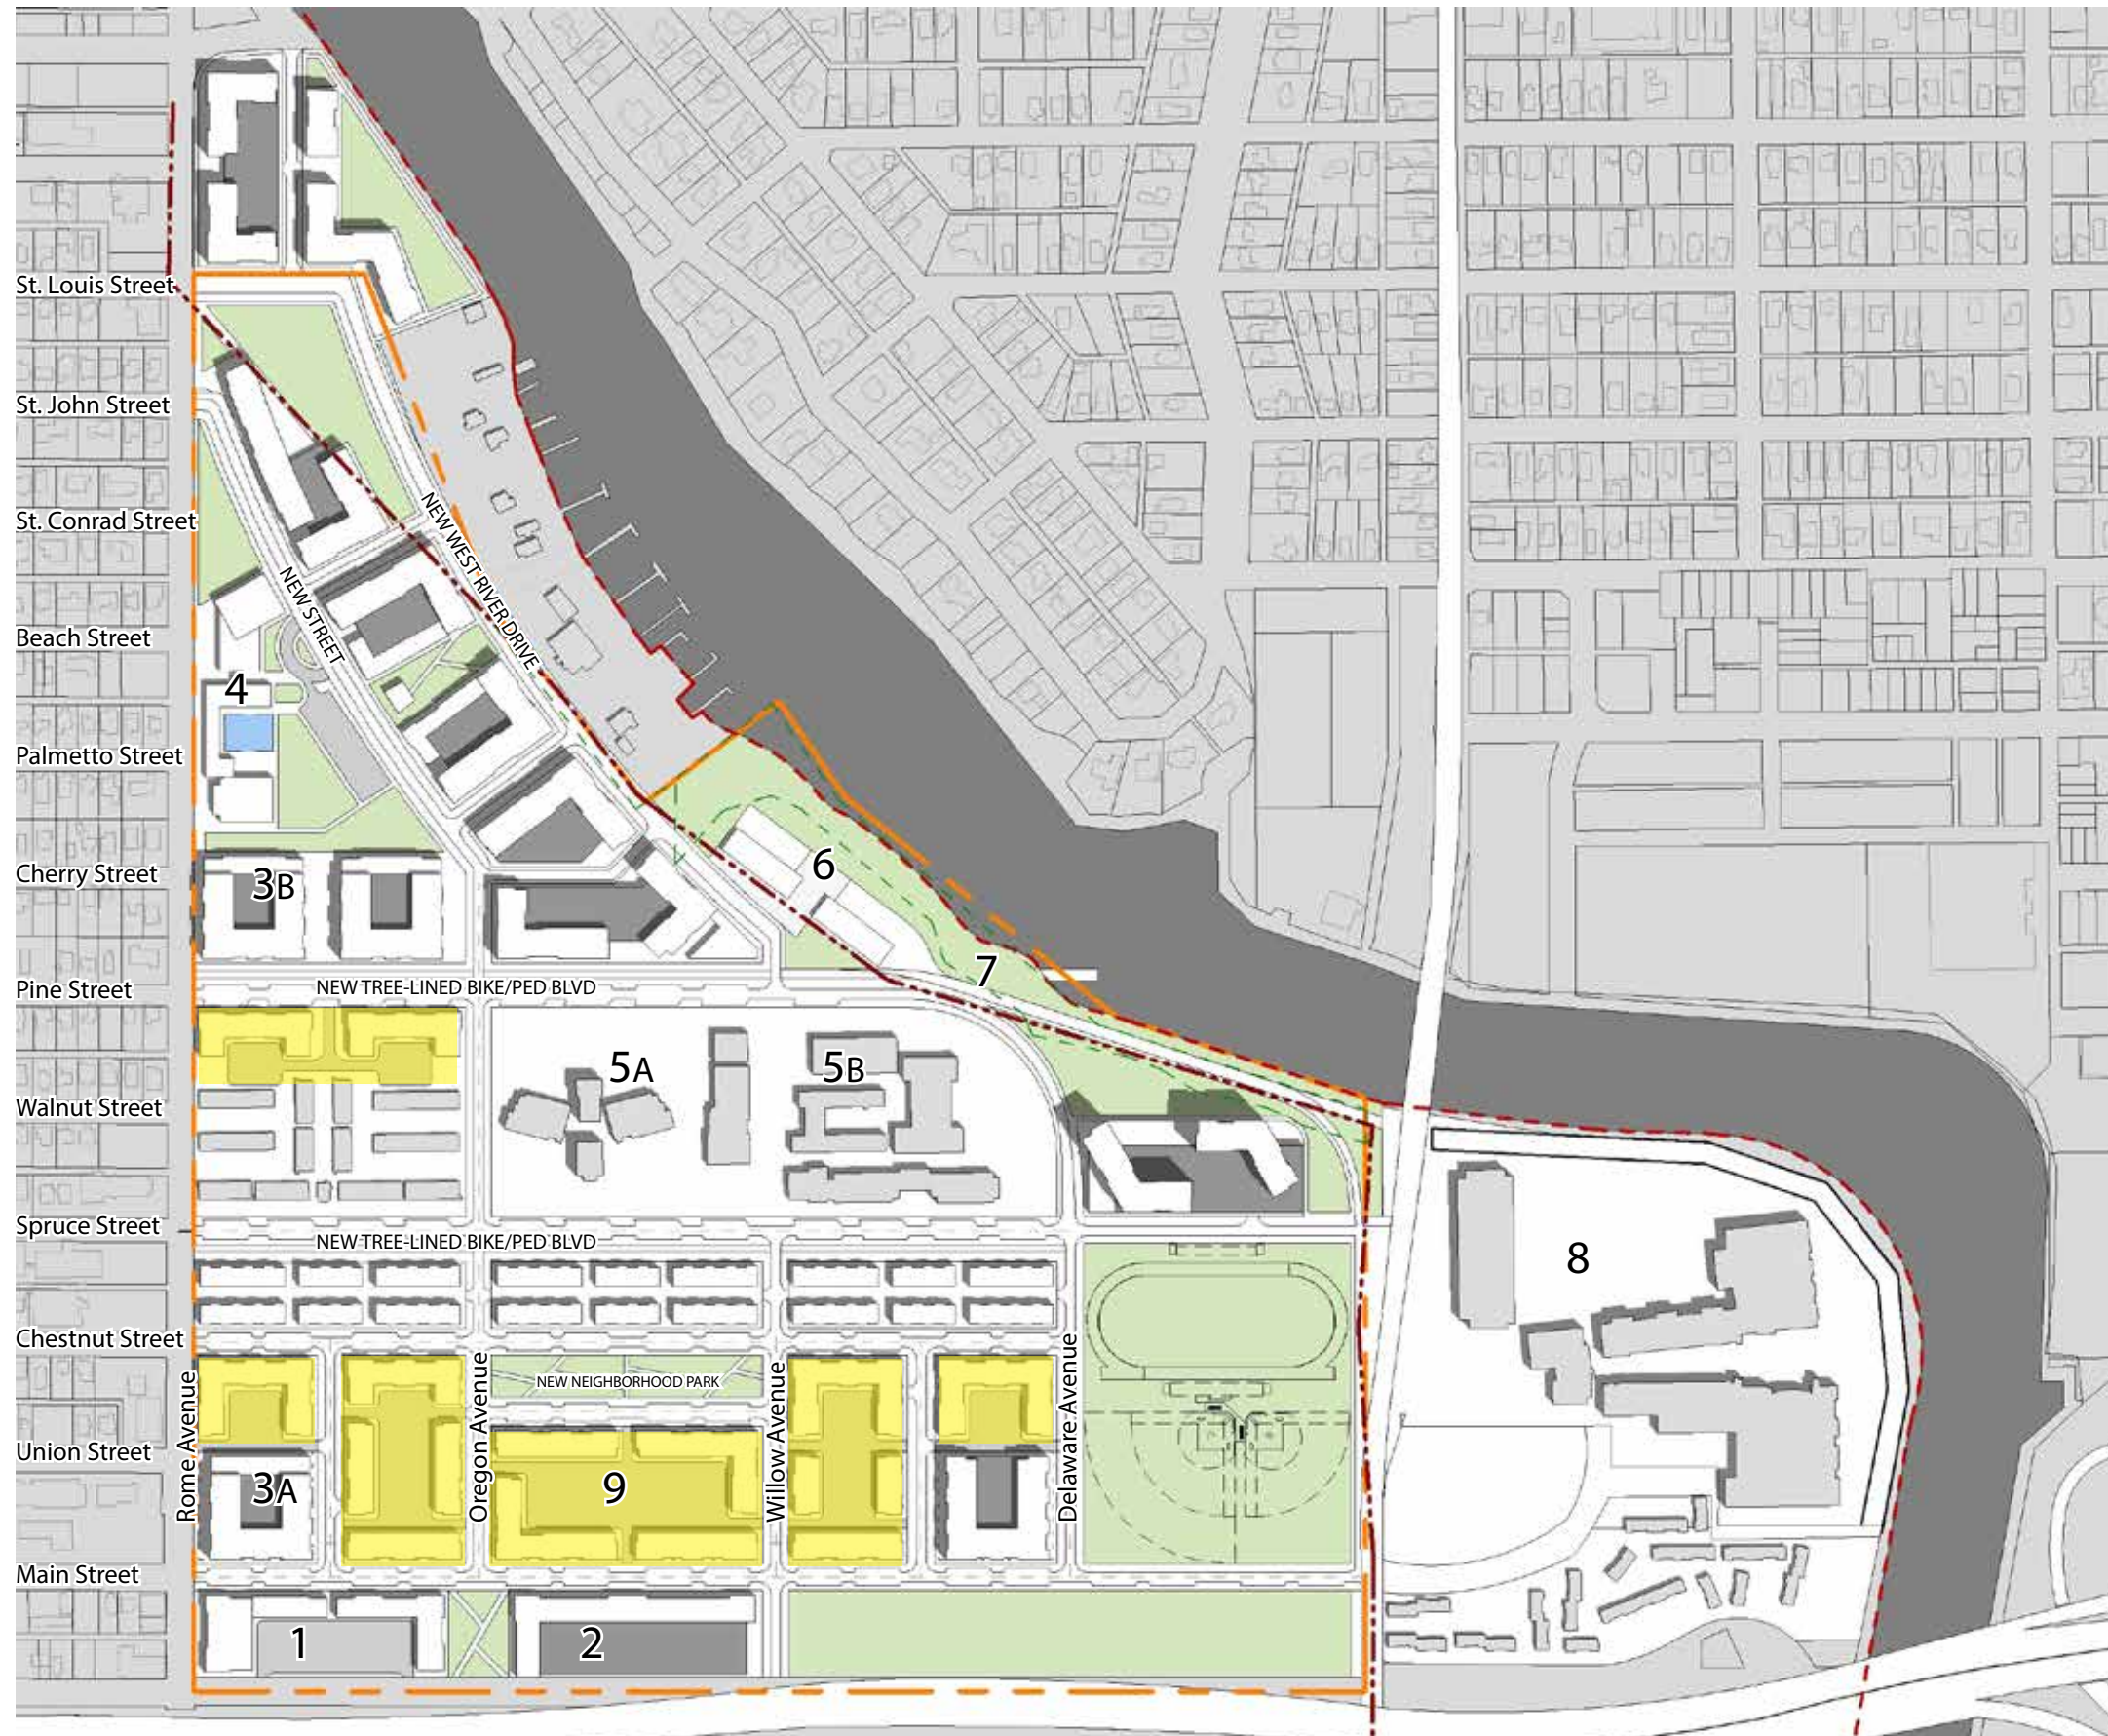 St. Louis Street
St. John Street
NEW WEST RIVER DRIVE
St. Conrad Street
NEW STREET
Beach Street
4
Palmetto Street
6
Cherry Street
3B
7
Pine Street
NEW TREE-LINED BIKE/PED BLVD
5A
5B
Walnut Street
Spruce Street
NEW TREE-LINED BIKE/PED BLVD
8
Chestnut Street
NEW NEIGHBORHOOD PARK
Rome Avenue
Oregon Avenue
Willow Avenue
Delaware Avenue
Union Street
3A
9
Main Street
1
2